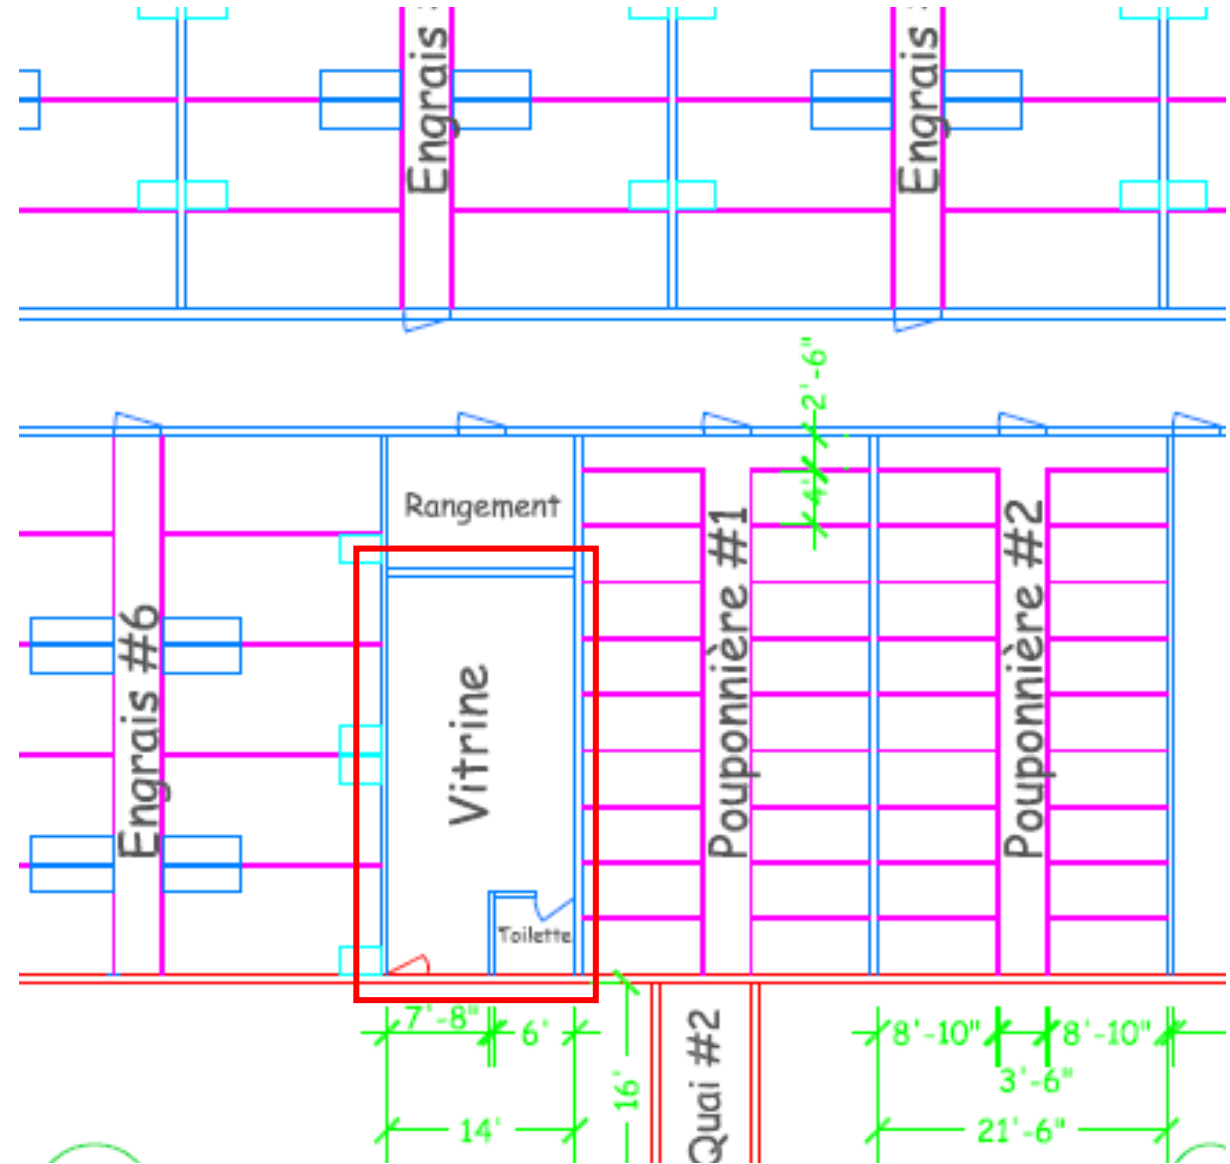 Engrais
Engrais
2'-6"
4'
Rangement
Engrais #6
Vitrine
Pouponnière #1
Pouponnière #2
Toilette
7'-8"
6'
8'-10"
8'-10"
3'-6"
16'
Quai #2
14'
21'-6"